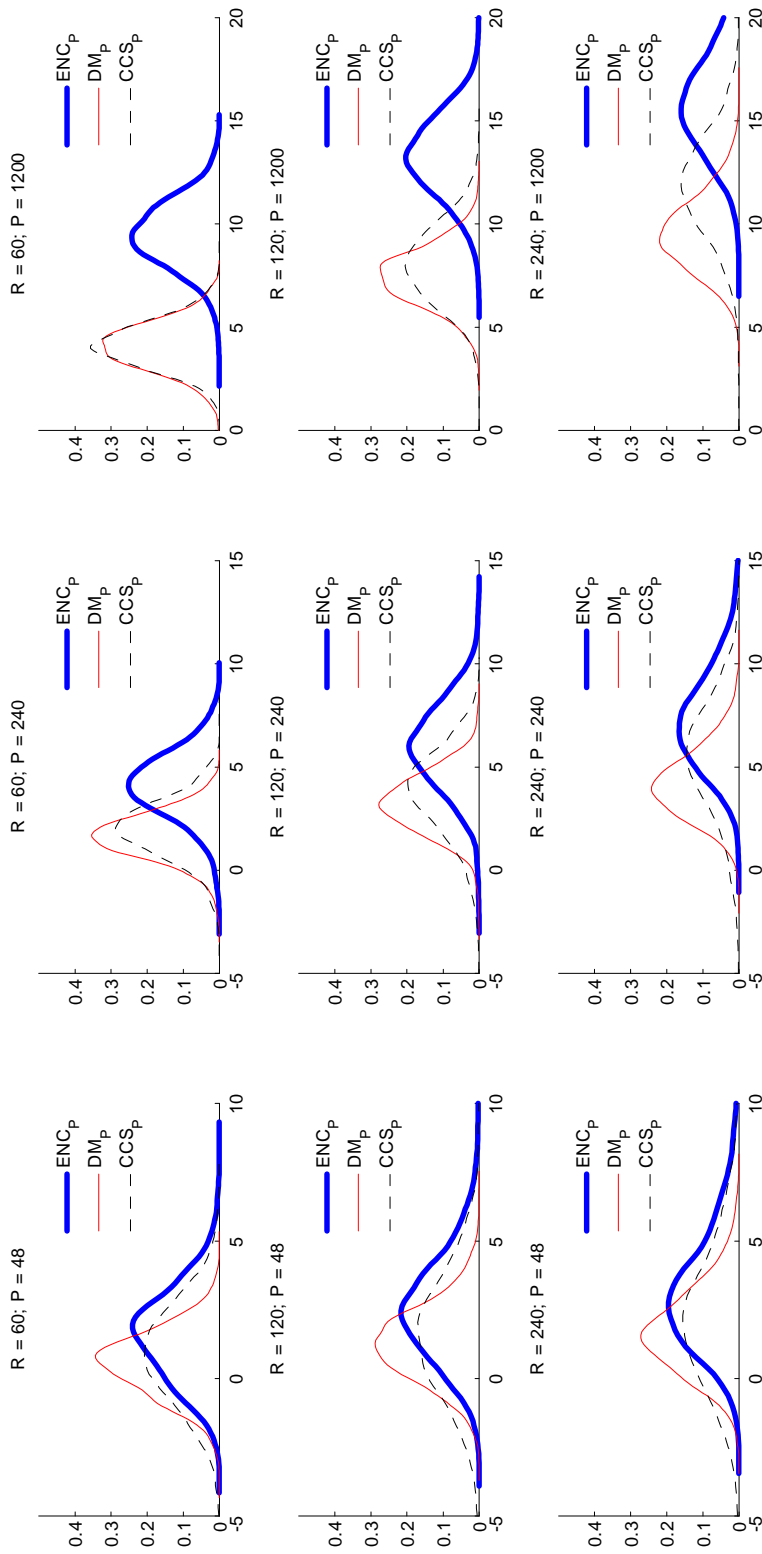 R = 60; P = 48
0.4
0.3
0.2
0.1
0
-5 0 5 10
ENC_P
DM_P
CCS_P
R = 60; P = 240
0.4
0.3
0.2
0.1
0
-5 0 5 10 15
ENC_P
DM_P
CCS_P
R = 60; P = 1200
0.4
0.3
0.2
0.1
0
0 5 10 15 20
ENC_P
DM_P
CCS_P
R = 120; P = 48
0.4
0.3
0.2
0.1
0
-5 0 5 10
ENC_P
DM_P
CCS_P
R = 120; P = 240
0.4
0.3
0.2
0.1
0
-5 0 5 10 15
ENC_P
DM_P
CCS_P
R = 120; P = 1200
0.4
0.3
0.2
0.1
0
0 5 10 15 20
ENC_P
DM_P
CCS_P
R = 240; P = 48
0.4
0.3
0.2
0.1
0
-5 0 5 10
ENC_P
DM_P
CCS_P
R = 240; P = 240
0.4
0.3
0.2
0.1
0
-5 0 5 10 15
ENC_P
DM_P
CCS_P
R = 240; P = 1200
0.4
0.3
0.2
0.1
0
0 5 10 15 20
ENC_P
DM_P
CCS_P